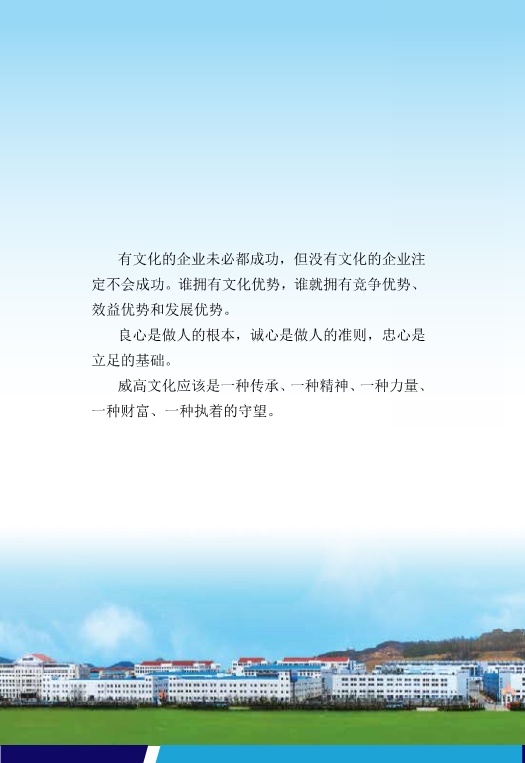 有文化的企业未必都成功，但没有文化的企业注
定不会成功。谁拥有文化优势，谁就拥有竞争优势、
效益优势和发展优势。
良心是做人的根本，诚心是做人的准则，忠心是
立足的基础。
威高文化应该是一种传承、一种精神、一种力量、
一种财富、一种执着的守望。